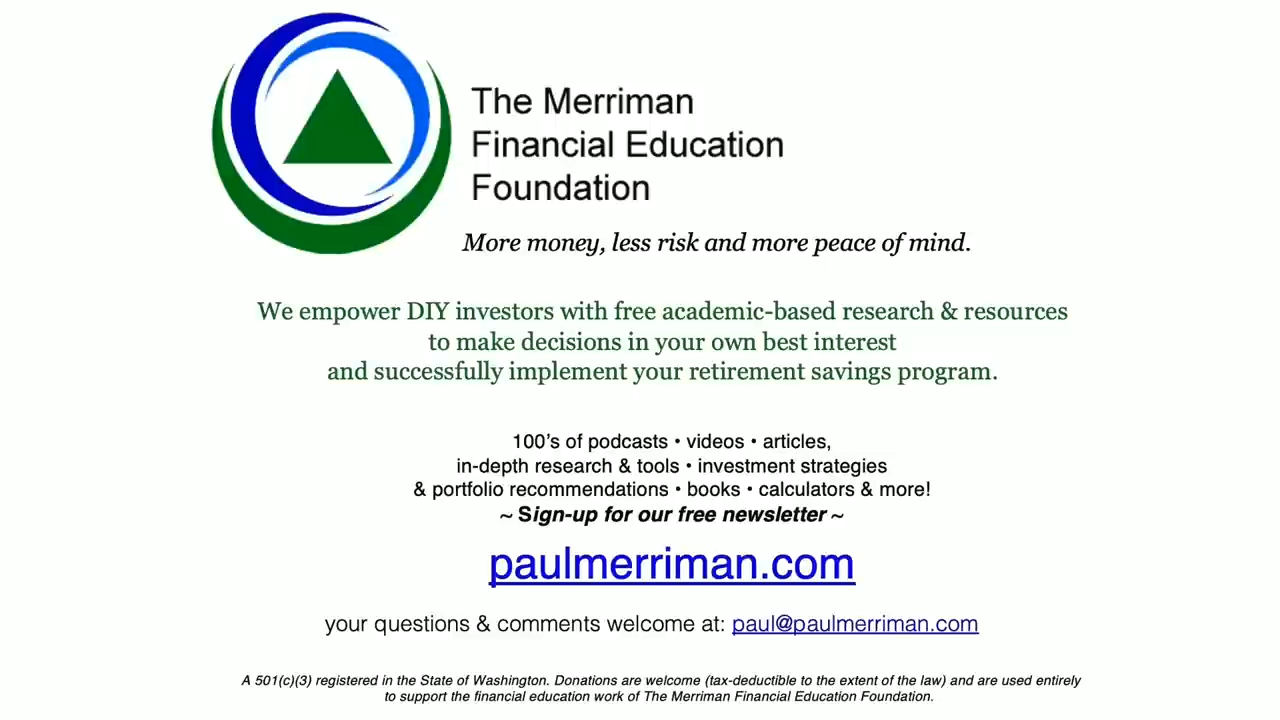 The Merriman
Financial Education
Foundation
More money, less risk and more peace of mind.
We empower DIY investors with free academic-based research & resources
to make decisions in your own best interest
and successfully implement your retirement savings program.
100’s of podcasts • videos • articles,
in-depth research & tools • investment strategies
& portfolio recommendations • books • calculators & more!
~ Sign-up for our free newsletter ~
paulmerriman.com
your questions & comments welcome at: paul@paulmerriman.com
A 501(c)(3) registered in the State of Washington. Donations are welcome (tax-deductible to the extent of the law) and are used entirely
to support the financial education work of The Merriman Financial Education Foundation.